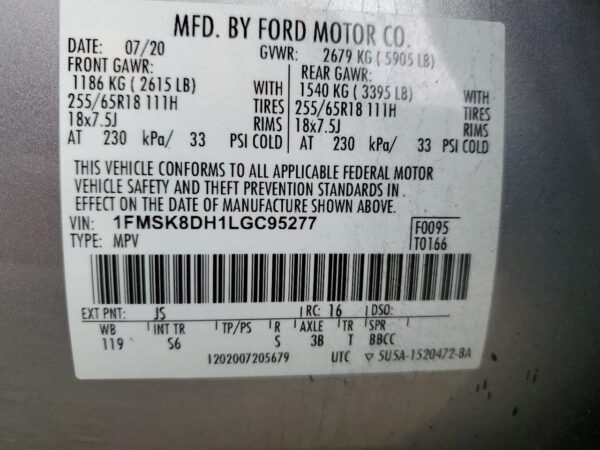 MFD. BY FORD MOTOR CO.
DATE: 07/20 GVWR: 2679 KG ( 5905 LB)
FRONT GAWR: REAR GAWR:
1186 KG ( 2615 LB) WITH 1540 KG ( 3395 LB) WITH
255/65R18 111H TIRES 255/65R18 111H TIRES
18x7.5J RIMS 18x7.5J RIMS
AT 230 kPa/ 33 PSI COLD AT 230 kPa/ 33 PSI COLD
THIS VEHICLE CONFORMS TO ALL APPLICABLE FEDERAL MOTOR
VEHICLE SAFETY AND THEFT PREVENTION STANDARDS IN
EFFECT ON THE DATE OF MANUFACTURE SHOWN ABOVE.
VIN: 1FMSK8DH1LGC95277 F0095
TYPE: MPV T0166
EXT PNT: JS RC: 16 DSO:
WB INT TR TP/PS R AXLE TR SPR
119 S6 S 3B T BBCC
1202007205679 UTC ▽ 5U5A-1520472-BA